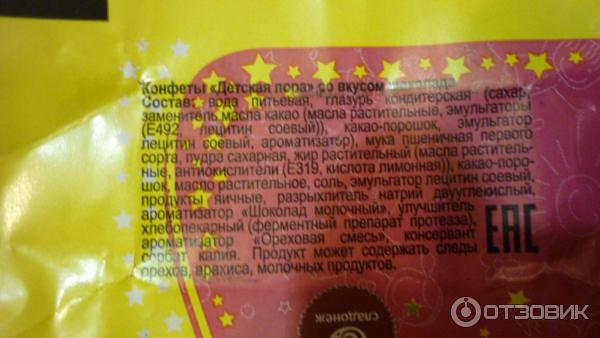 Конфеты «Детская пора» со вкусом шоколада
Состав: вода питьевая, глазурь кондитерская (сахар,
заменитель масла какао (масла растительные, эмульгаторы
(Е492, лецитин соевый)), какао-порошок, эмульгатор
лецитин соевый, ароматизатор), мука пшеничная первого
сорта, пудра сахарная, жир растительный (масла раститель-
ные, антиокислители (Е319, кислота лимонная)), какао-поро-
шок, масло растительное, соль, эмульгатор лецитин соевый,
продукты яичные, разрыхлитель натрий двууглекислый,
ароматизатор «Шоколад молочный», улучшитель
хлебопекарный (ферментный препарат протеаза),
ароматизатор «Ореховая смесь», консервант
сорбат калия. Продукт может содержать следы
орехов, арахиса, молочных продуктов.
ЕАС
сладонеж
ОТЗОВИК